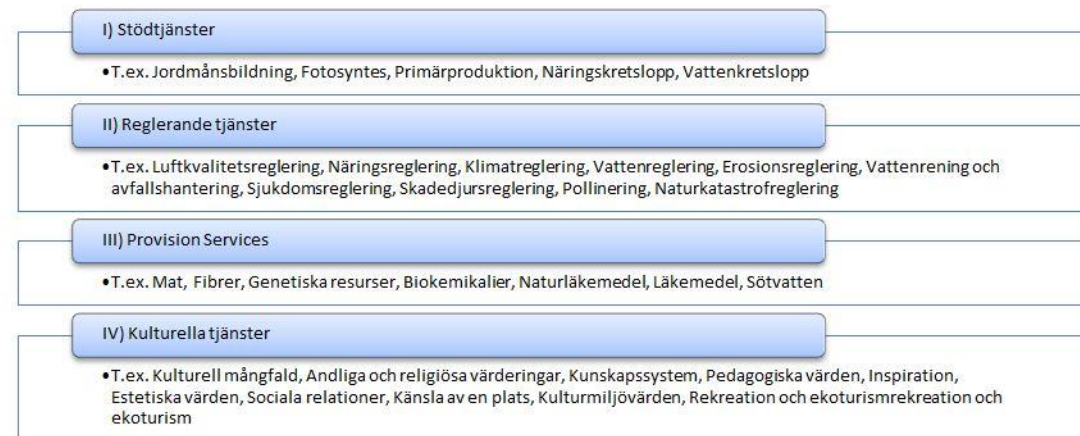 I) Stödtjänster
•T.ex. Jordmånsbildning, Fotosyntes, Primärproduktion, Näringskretslopp, Vattenkretslopp
II) Reglerande tjänster
•T.ex. Luftkvalitetsreglering, Näringsreglering, Klimatreglering, Vattenreglering, Erosionsreglering, Vattenrening och
avfallshantering, Sjukdomsreglering, Skadedjursreglering, Pollinering, Naturkatastrofreglering
III) Provision Services
•T.ex. Mat, Fibrer, Genetiska resurser, Biokemikalier, Naturläkemedel, Läkemedel, Sötvatten
IV) Kulturella tjänster
•T.ex. Kulturell mångfald, Andliga och religiösa värderingar, Kunskapssystem, Pedagogiska värden, Inspiration,
Estetiska värden, Sociala relationer, Känsla av en plats, Kulturmiljövärden, Rekreation och ekoturismrekreation och
ekoturism